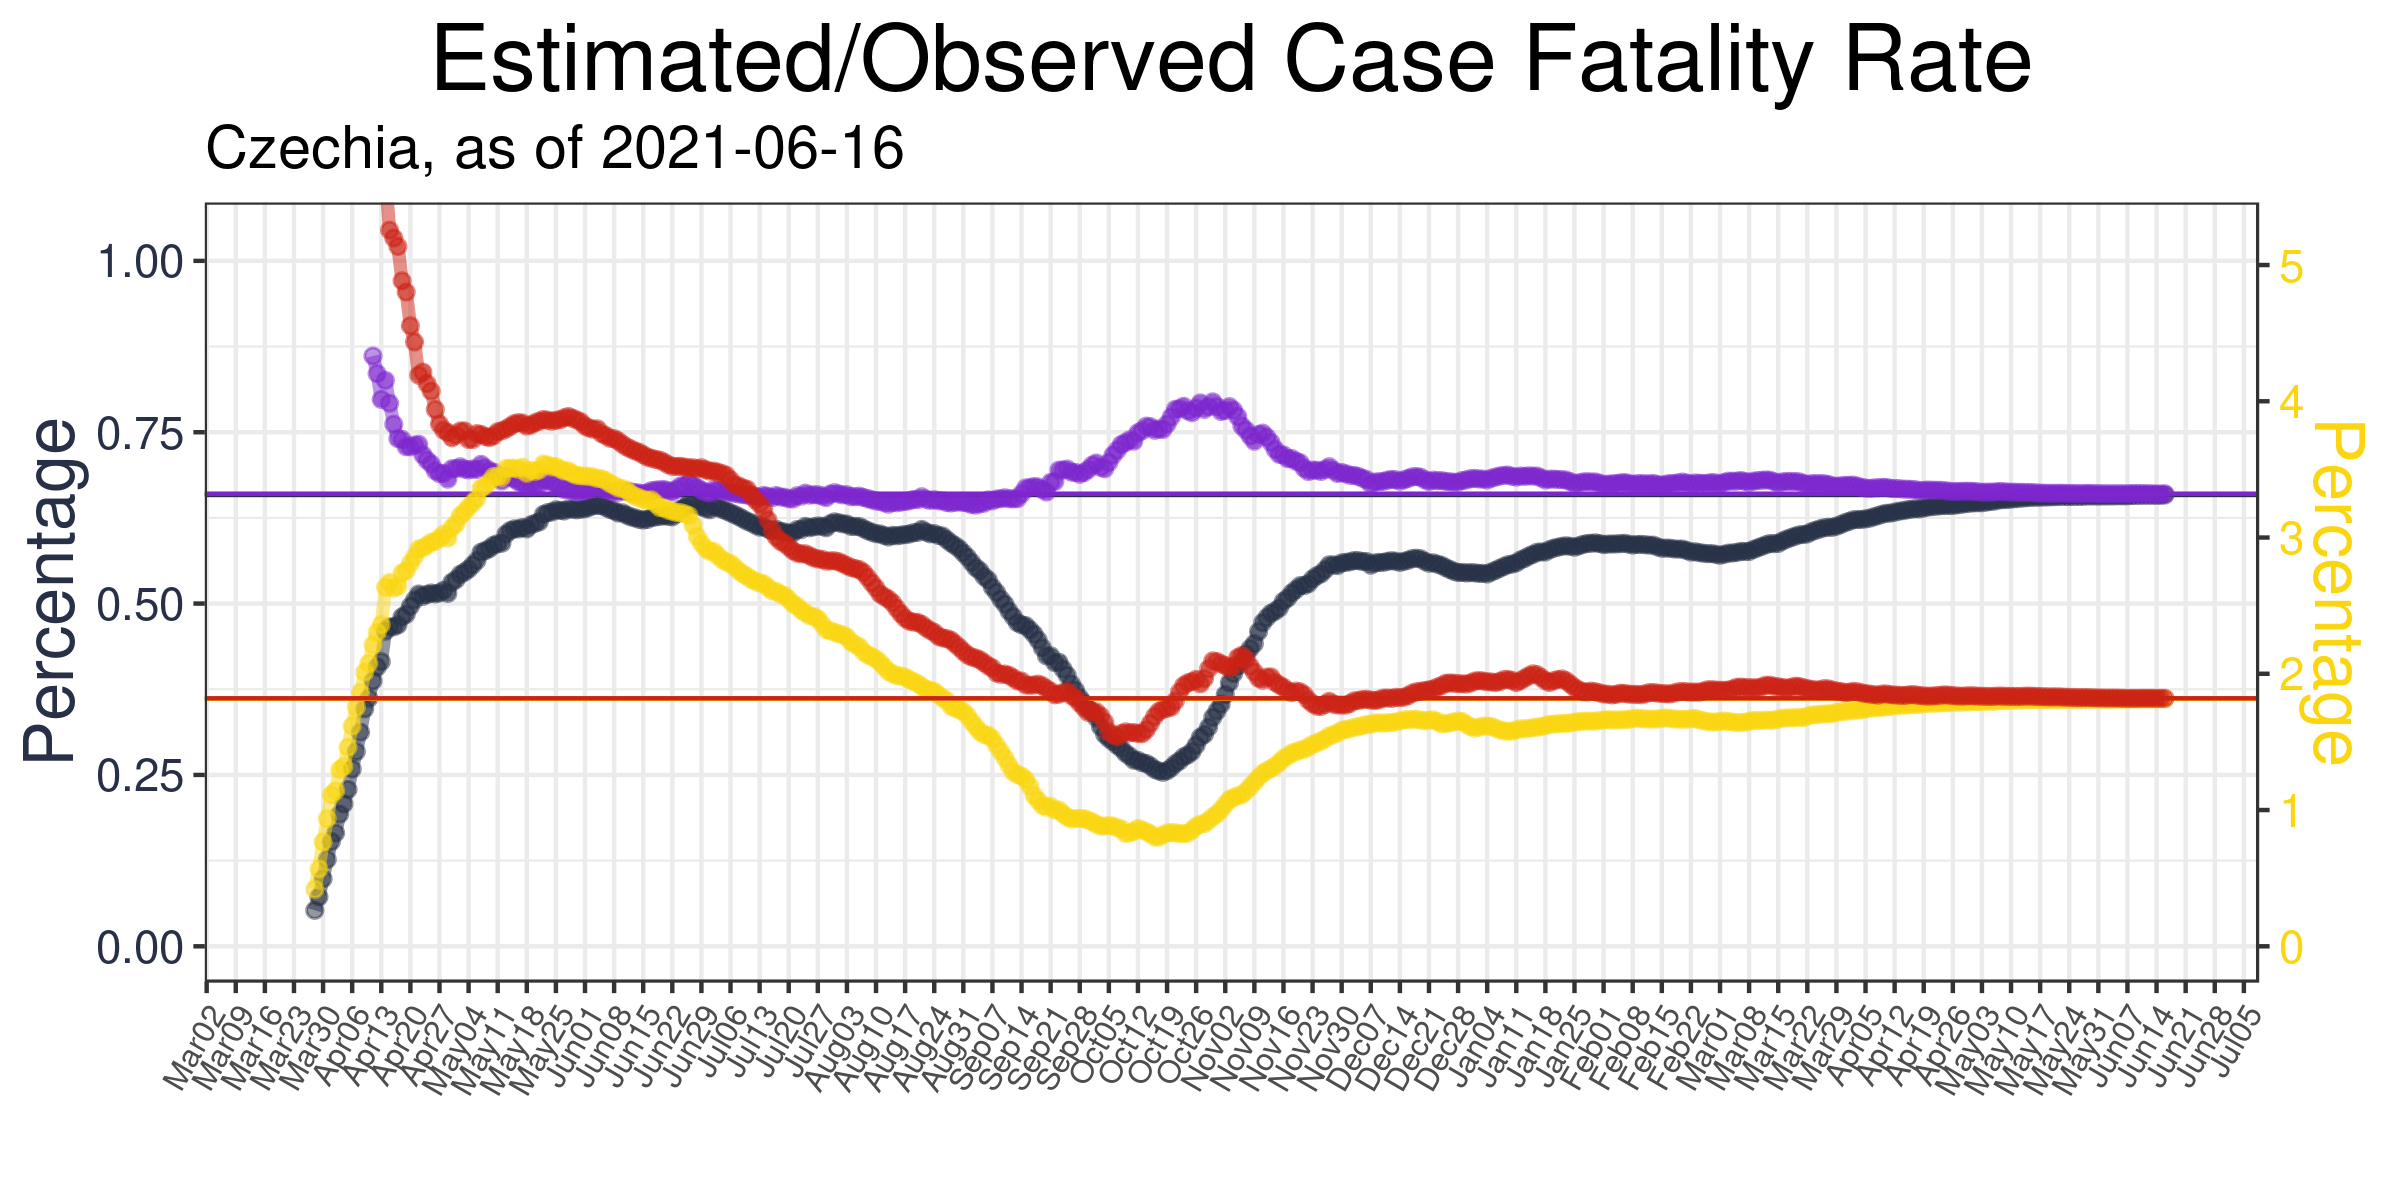 Estimated/Observed Case Fatality Rate
Czechia, as of 2021-06-16
Percentage
1.00
0.75
0.50
0.25
0.00
5
4
3
2
1
0
Percentage
Mar02
Mar09
Mar16
Mar23
Mar30
Apr06
Apr13
Apr20
Apr27
May04
May11
May18
May25
Jun01
Jun08
Jun15
Jun22
Jun29
Jul06
Jul13
Jul20
Jul27
Aug03
Aug10
Aug17
Aug24
Aug31
Sep07
Sep14
Sep21
Sep28
Oct05
Oct12
Oct19
Oct26
Nov02
Nov09
Nov16
Nov23
Nov30
Dec07
Dec14
Dec21
Dec28
Jan04
Jan11
Jan18
Jan25
Feb01
Feb08
Feb15
Feb22
Mar01
Mar08
Mar15
Mar22
Mar29
Apr05
Apr12
Apr19
Apr26
May03
May10
May17
May24
May31
Jun07
Jun14
Jun21
Jun28
Jul05